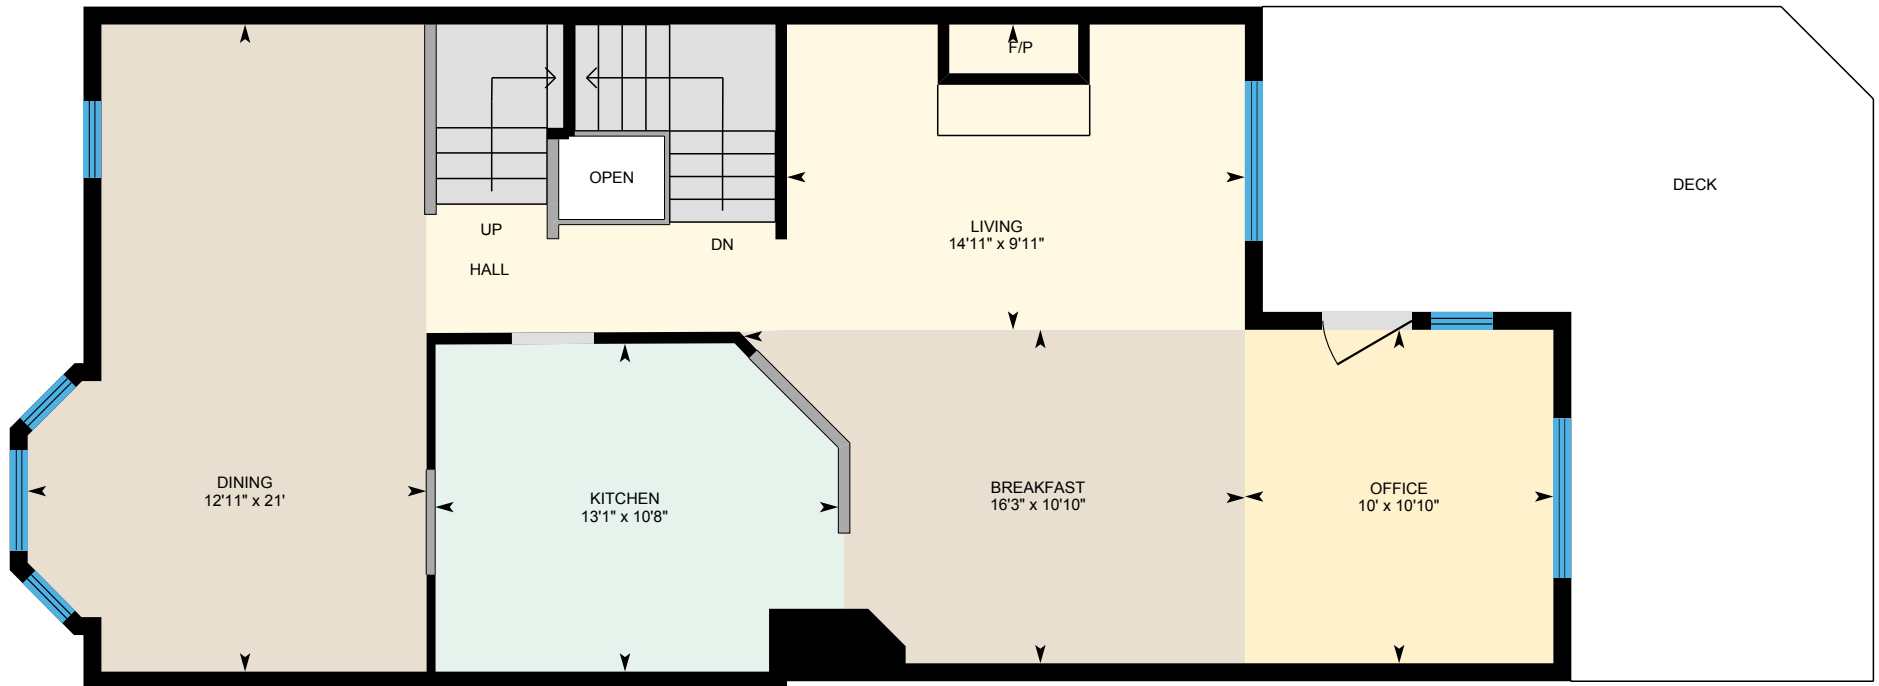 F/P
OPEN
DECK
UP
DN
HALL
LIVING
14'11" x 9'11"
DINING
12'11" x 21'
KITCHEN
13'1" x 10'8"
BREAKFAST
16'3" x 10'10"
OFFICE
10' x 10'10"